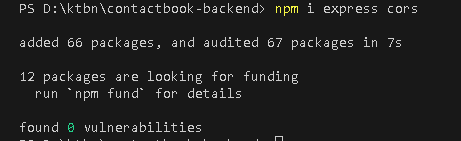 PS D:\ktbn\contactbook-backend> npm i express cors
added 66 packages, and audited 67 packages in 7s
12 packages are looking for funding
run `npm fund` for details
found 0 vulnerabilities